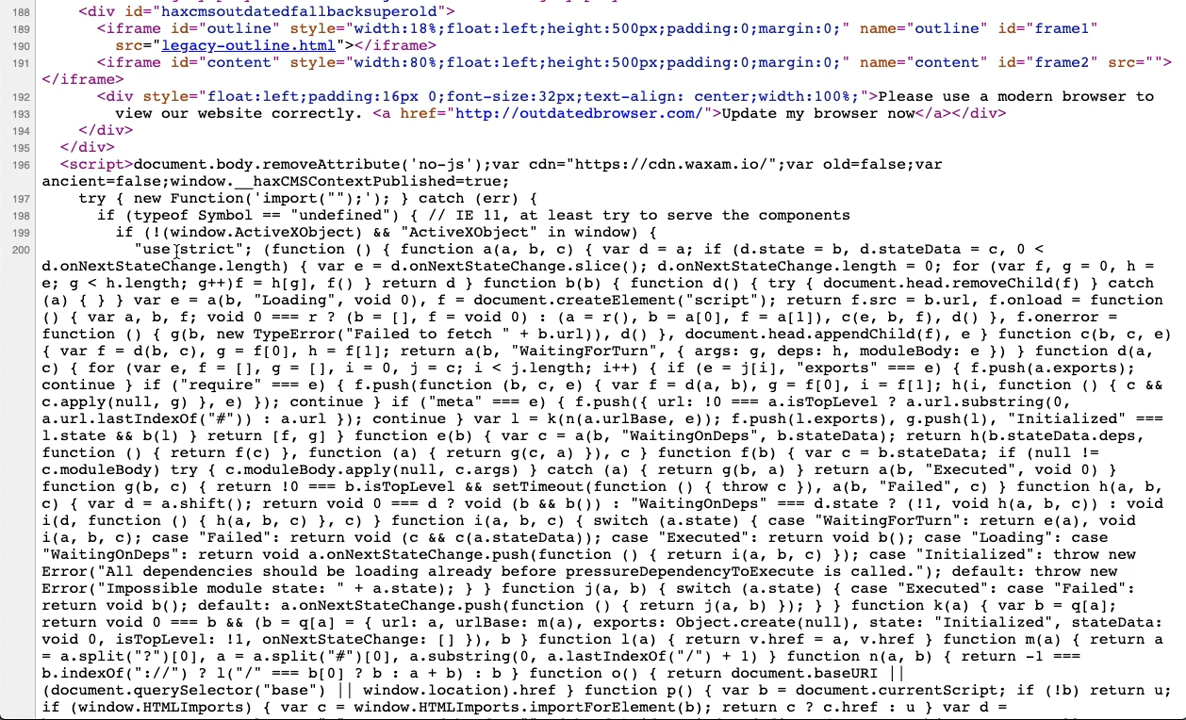 188 <div id="haxcmsoutdatedfallbacksuperold">
189 <iframe id="outline" style="width:18%;float:left;height:500px;padding:0;margin:0;" name="outline" id="frame1"
190 src="legacy-outline.html"></iframe>
191 <iframe id="content" style="width:80%;float:left;height:500px;padding:0;margin:0;" name="content" id="frame2" src="">
</iframe>
192 <div style="float:left;padding:16px 0;font-size:32px;text-align: center;width:100%;">Please use a modern browser to
193 view our website correctly. <a href="http://outdatedbrowser.com/">Update my browser now</a></div>
194 </div>
195 </div>
196 <script>document.body.removeAttribute('no-js');var cdn="https://cdn.waxam.io/";var old=false;var
ancient=false;window.__haxCMSContextPublished=true;
197 try { new Function('import("");'); } catch (err) {
198 if (typeof Symbol == "undefined") { // IE 11, at least try to serve the components
199 if (!(window.ActiveXObject) && "ActiveXObject" in window) {
200 "use strict"; (function () { function a(a, b, c) { var d = a; if (d.state = b, d.stateData = c, 0 <
d.onNextStateChange.length) { var e = d.onNextStateChange.slice(); d.onNextStateChange.length = 0; for (var f, g = 0, h =
e; g < h.length; g++)f = h[g], f() } return d } function b(b) { function d() { try { document.head.removeChild(f) } catch
(a) { } } var e = a(b, "Loading", void 0), f = document.createElement("script"); return f.src = b.url, f.onload = function
() { var a, b, f; void 0 === r ? (b = [], f = void 0) : (a = r(), b = a[0], f = a[1]), c(e, b, f), d() }, f.onerror =
function () { g(b, new TypeError("Failed to fetch " + b.url)), d() }, document.head.appendChild(f), e } function c(b, c, e)
{ var f = d(b, c), g = f[0], h = f[1]; return a(b, "WaitingForTurn", { args: g, deps: h, moduleBody: e }) } function d(a,
c) { for (var e, f = [], g = [], i = 0, j = c; i < j.length; i++) { if (e = j[i], "exports" === e) { f.push(a.exports);
continue } if ("require" === e) { f.push(function (b, c, e) { var f = d(a, b), g = f[0], i = f[1]; h(i, function () { c &&
c.apply(null, g) }, e) }); continue } if ("meta" === e) { f.push({ url: !0 === a.isTopLevel ? a.url.substring(0,
a.url.lastIndexOf("#")) : a.url }); continue } var l = k(n(a.urlBase, e)); f.push(l.exports), g.push(l), "Initialized" ===
l.state && b(l) } return [f, g] } function e(b) { var c = a(b, "WaitingOnDeps", b.stateData); return h(b.stateData.deps,
function () { return f(c) }, function (a) { return g(c, a) }), c } function f(b) { var c = b.stateData; if (null !=
c.moduleBody) try { c.moduleBody.apply(null, c.args) } catch (a) { return g(b, a) } return a(b, "Executed", void 0) }
function g(b, c) { return !0 === b.isTopLevel && setTimeout(function () { throw c }), a(b, "Failed", c) } function h(a, b,
c) { var d = a.shift(); return void 0 === d ? void (b && b()) : "WaitingOnDeps" === d.state ? (!1, void h(a, b, c)) : void
i(d, function () { h(a, b, c) }, c) } function i(a, b, c) { switch (a.state) { case "WaitingForTurn": return e(a), void
i(a, b, c); case "Failed": return void (c && c(a.stateData)); case "Executed": return void b(); case "Loading": case
"WaitingOnDeps": return void a.onNextStateChange.push(function () { return i(a, b, c) }); case "Initialized": throw new
Error("All dependencies should be loading already before pressureDependencyToExecute is called."); default: throw new
Error("Impossible module state: " + a.state); } } function j(a, b) { switch (a.state) { case "Executed": case "Failed":
return void b(); default: a.onNextStateChange.push(function () { return j(a, b) }); } } function k(a) { var b = q[a];
return void 0 === b && (b = q[a] = { url: a, urlBase: m(a), exports: Object.create(null), state: "Initialized", stateData:
void 0, isTopLevel: !1, onNextStateChange: [] }), b } function l(a) { return v.href = a, v.href } function m(a) { return a
= a.split("?")[0], a = a.split("#")[0], a.substring(0, a.lastIndexOf("/") + 1) } function n(a, b) { return -1 ===
b.indexOf("://") ? l("/" === b[0] ? b : a + b) : b } function o() { return document.baseURI ||
(document.querySelector("base") || window.location).href } function p() { var b = document.currentScript; if (!b) return u;
if (window.HTMLImports) { var c = window.HTMLImports.importForElement(b); return c ? c.href : u } var d =